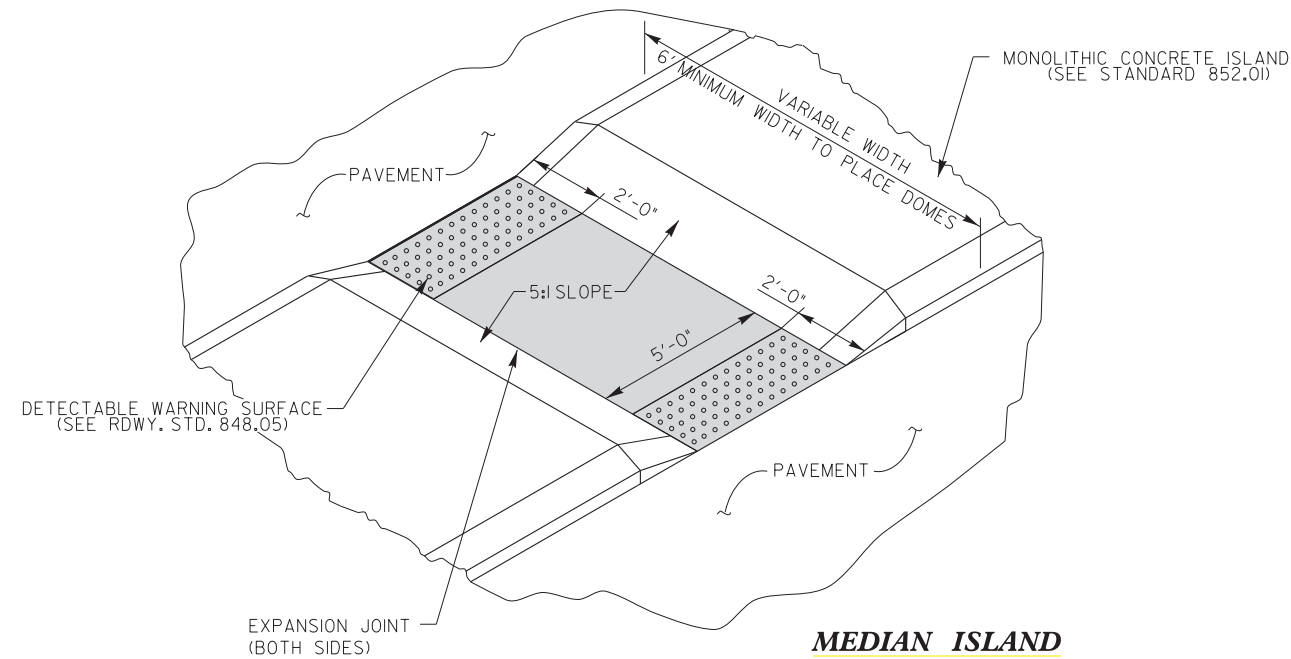 MONOLITHIC CONCRETE ISLAND
(SEE STANDARD 852.01)
VARIABLE WIDTH
6' MINIMUM WIDTH TO PLACE DOMES
PAVEMENT
2'-0"
5:1 SLOPE
2'-0"
5'-0"
DETECTABLE WARNING SURFACE
(SEE RDWY. STD. 848.05)
PAVEMENT
EXPANSION JOINT
(BOTH SIDES)
MEDIAN ISLAND